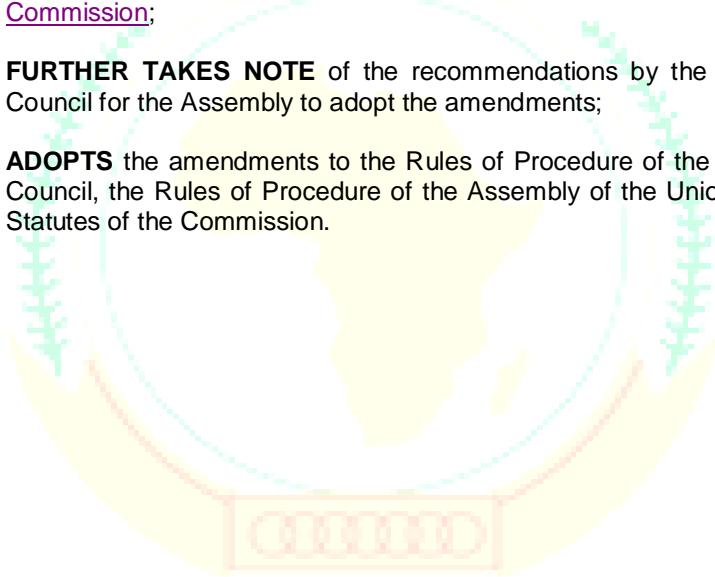 Commission;
FURTHER TAKES NOTE of the recommendations by the
Council for the Assembly to adopt the amendments;
ADOPTS the amendments to the Rules of Procedure of the
Council, the Rules of Procedure of the Assembly of the
Statutes of the Commission.